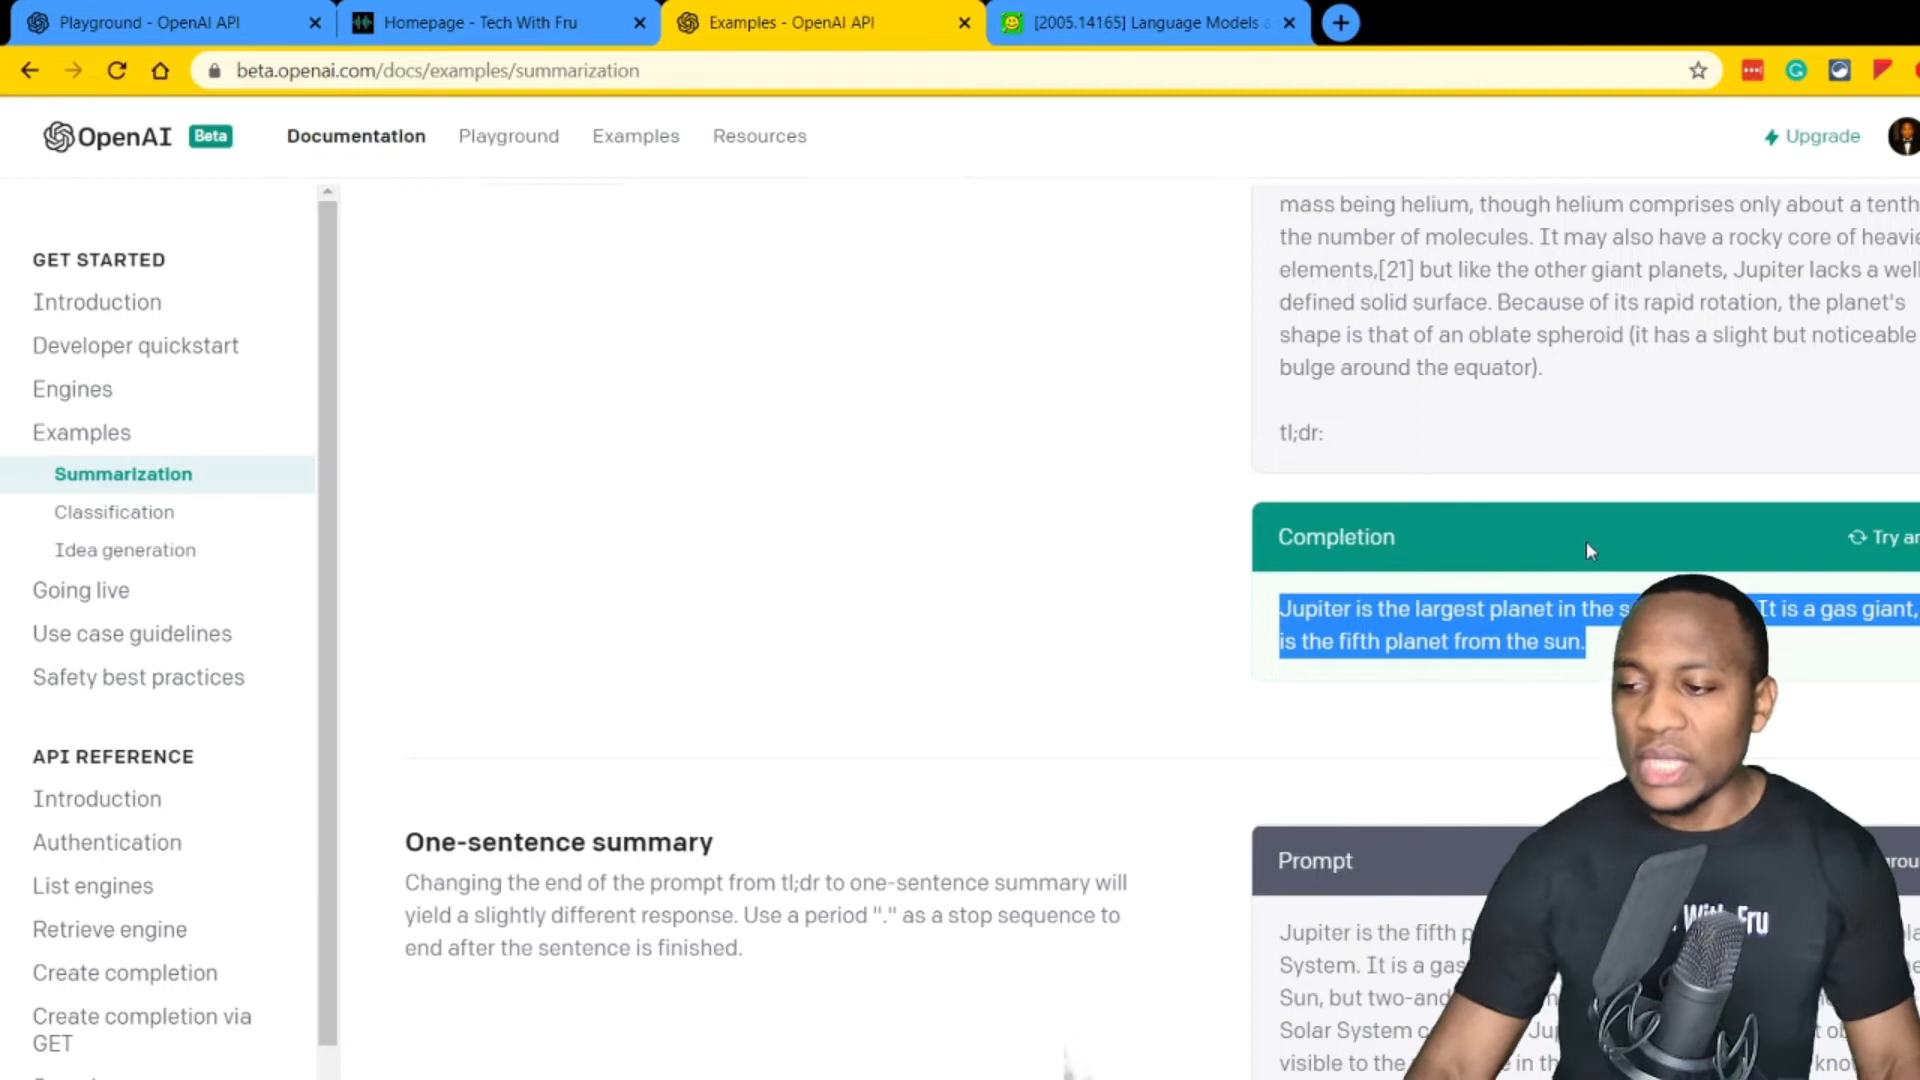 Playground - OpenAI API
Homepage - Tech With Fru
Examples - OpenAI API
[2005.14165] Language Models
beta.openai.com/docs/examples/summarization
OpenAI Beta
Documentation
Playground
Examples
Resources
Upgrade
GET STARTED
Introduction
Developer quickstart
Engines
Examples
Summarization
Classification
Idea generation
Going live
Use case guidelines
Safety best practices
API REFERENCE
Introduction
Authentication
List engines
Retrieve engine
Create completion
Create completion via
GET
mass being helium, though helium comprises only about a tenth
the number of molecules. It may also have a rocky core of
elements,[21] but like the other giant planets, Jupiter lacks a
defined solid surface. Because of its rapid rotation, the planet's
shape is that of an oblate spheroid (it has a slight but noticeable
bulge around the equator).
tl;dr:
Completion
Try
Jupiter is the largest planet in the It is a gas giant,
is the fifth planet from the sun.
One-sentence summary
Changing the end of the prompt from tl;dr to one-sentence summary will
yield a slightly different response. Use a period "." as a stop sequence to
end after the sentence is finished.
Prompt
Jupiter is the fifth
System. It is a gas
Sun, but two-and
Solar System
visible to the in
With Fru